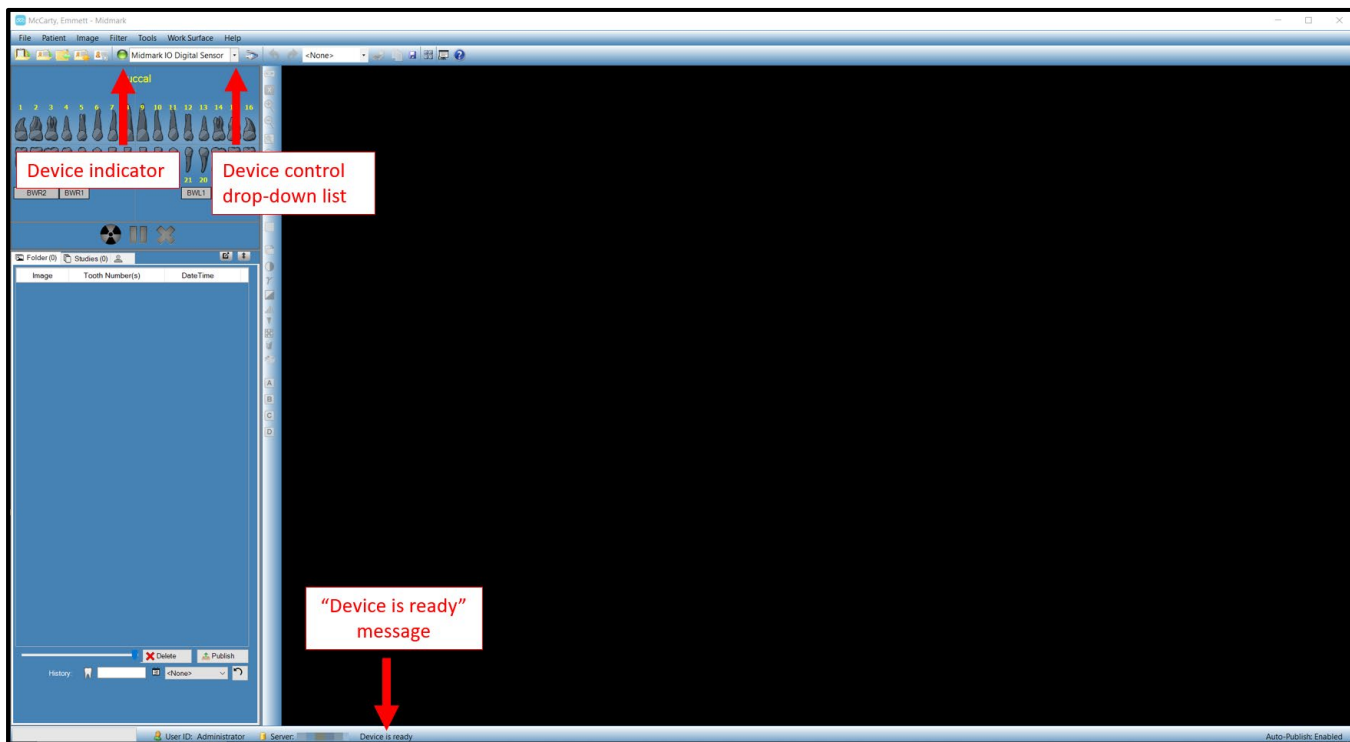 McCarty, Emmett - Midmark
File Patient Image Filter Tools Work Surface Help
Midmark IO Digital Sensor <None>
1 2 3 4 5 6 7 8 9 10 11 12 13 14 16
Device indicator
Device control
drop-down list
21 20
BWR2 BWR1 BWL1
Folder (0) Studies (0)
Image Tooth Number(s) DateTime
A
B
C
D
"Device is ready"
message
Delete Publish
History: <None>
User ID: Administrator Server: Device is ready Auto-Publish: Enabled